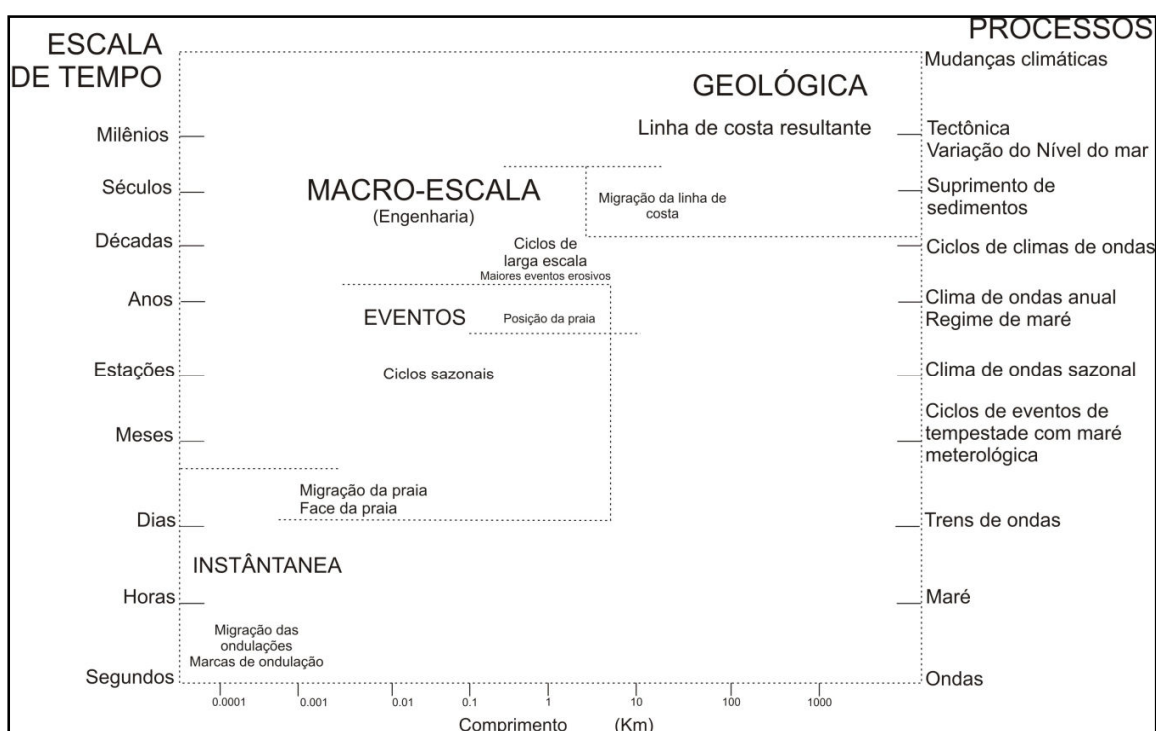 ESCALA
DE TEMPO
PROCESSOS
Mudanças climáticas
GEOLÓGICA
Linha de costa resultante
Milênios
Tectônica
Variação do Nível do mar
Séculos
MACRO-ESCALA
(Engenharia)
Migração da linha de
costa
Suprimento de
sedimentos
Décadas
Ciclos de
larga escala
Maiores eventos erosivos
Ciclos de climas de ondas
Anos
EVENTOS
Posição da praia
Clima de ondas anual
Regime de maré
Estações
Ciclos sazonais
Clima de ondas sazonal
Meses
Ciclos de eventos de
tempestade com maré
meterológica
Migração da praia
Face da praia
Dias
Trens de ondas
INSTÂNTANEA
Horas
Maré
Migração das
ondulações
Marcas de ondulação
Segundos
Ondas
0.0001 0.001 0.01 0.1 1 10 100 1000
Comprimento (Km)